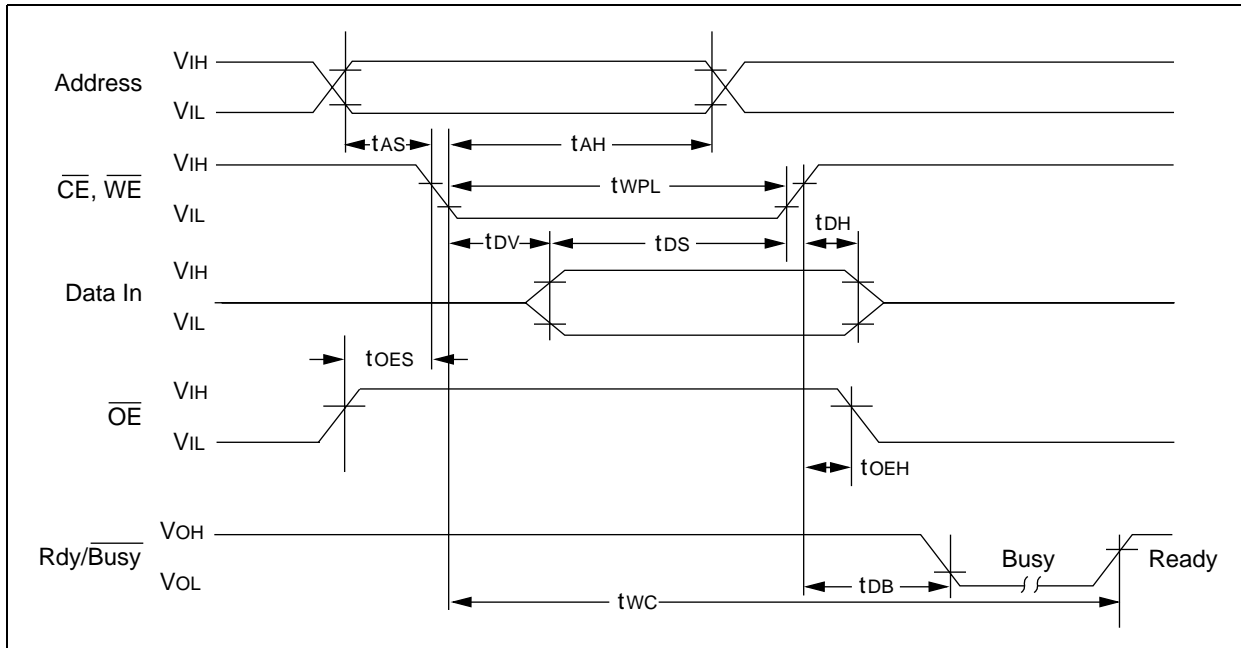 Address
VIH
VIL
tAS
tAH
CE, WE
VIH
VIL
tWPL
tDV
tDS
tDH
Data In
VIH
VIL
tOES
OE
VIH
VIL
tOEH
Rdy/Busy
VOH
VOL
Busy
Ready
tDB
tWC